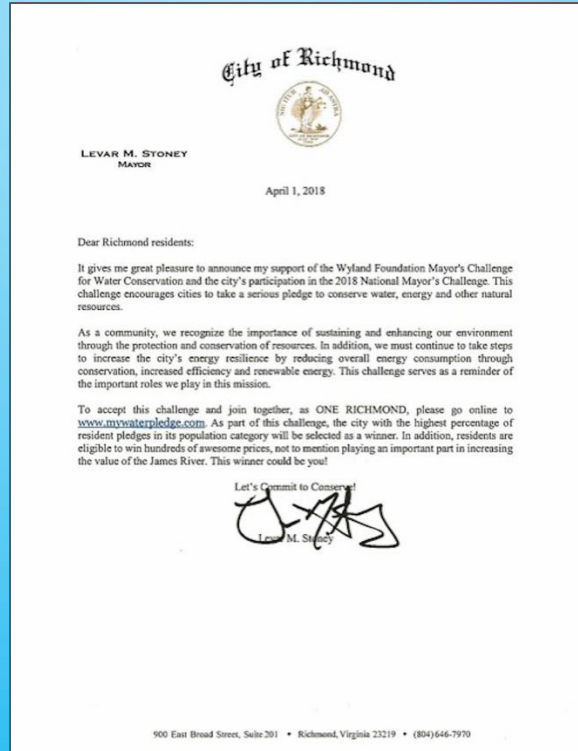 City of Richmond
LEVAR M. STONEY
MAYOR
April 1, 2018
Dear Richmond residents:
It gives me great pleasure to announce my support of the Wyland Foundation Mayor's Challenge
for Water Conservation and the city's participation in the 2018 National Mayor's Challenge. This
challenge encourages cities to take a serious pledge to conserve water, energy and other natural
resources.
As a community, we recognize the importance of sustaining and enhancing our environment
through the protection and conservation of resources. In addition, we must continue to take steps
to increase the city's energy resilience by reducing overall energy consumption through
conservation, increased efficiency and renewable energy. This challenge serves as a reminder of
the important roles we play in this mission.
To accept this challenge and join together, as ONE RICHMOND, please go online to
www.mywaterpledge.com. As part of this challenge, the city with the highest percentage of
resident pledges in its population category will be selected as a winner. In addition, residents are
eligible to win hundreds of awesome prices, not to mention playing an important part in increasing
the value of the James River. This winner could be you!
Let's Commit to Conserve!
Levar M. Stoney
900 East Broad Street, Suite 201 • Richmond, Virginia 23219 • (804)646-7970